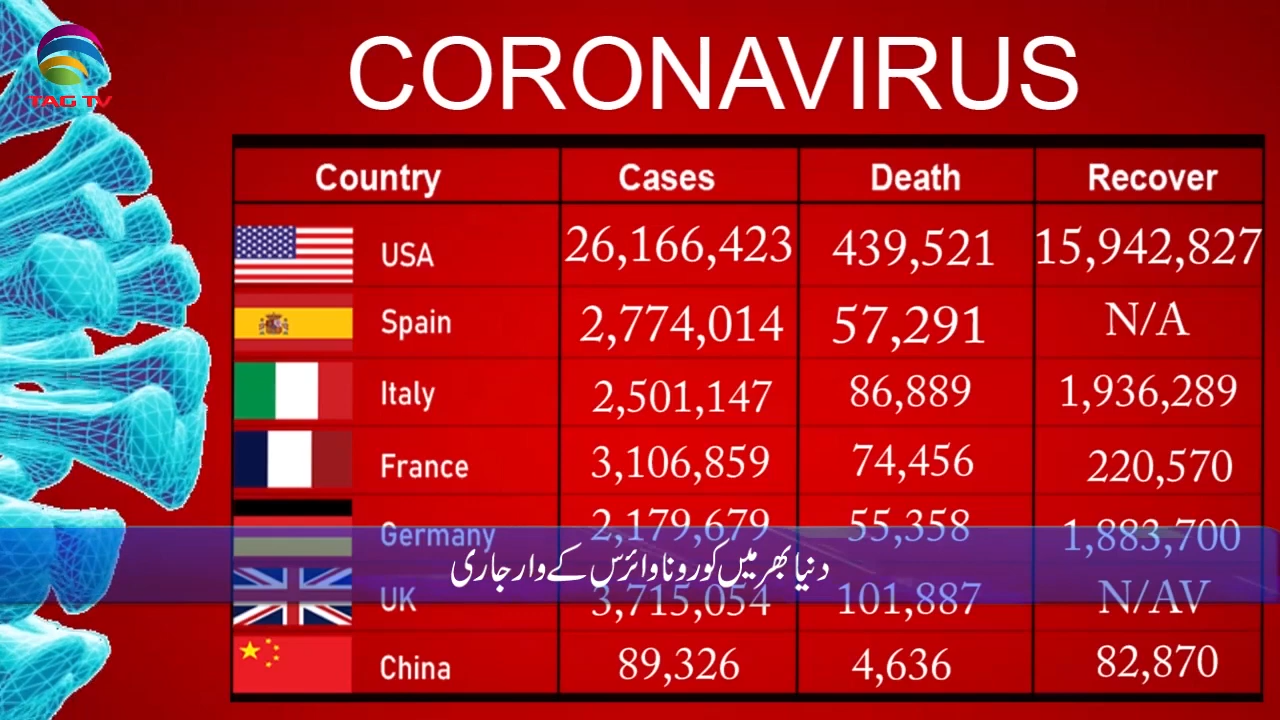 TAG TV
CORONAVIRUS
Country Cases Death Recover
USA 26,166,423 439,521 15,942,827
Spain 2,774,014 57,291 N/A
Italy 2,501,147 86,889 1,936,289
France 3,106,859 74,456 220,570
Germany 2,179,679 55,358 1,883,700
دنیا بھر میں کورونا وائرس کے وار جاری
UK 3,715,054 101,887 N/AV
China 89,326 4,636 82,870